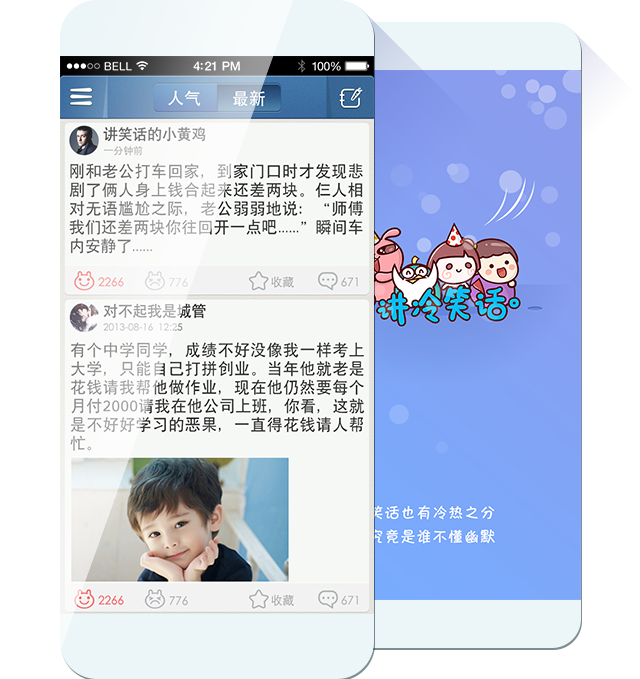 BELL 4:21 PM 100%
人气 最新
讲笑话的小黄鸡
一分钟前
刚和老公打车回家，到家门口时才发现悲
剧了俩人身上钱合起来还差两块。仨人相
对无语尴尬之际，老公弱弱地说：“师傅
我们还差两块你往回开一点吧......”瞬间车
内安静了......
2266 776 收藏 671
对不起我是城管
2013-08-16 12:25
有个中学同学，成绩不好没像我一样考上
大学，只能自己打拼创业。当年他就老是
花钱请我帮他做作业，现在他仍然要每个
月付2000请我在他公司上班，你看，这就
是不好好学习的恶果，一直得花钱请人帮
忙。
2266 776 收藏 671
讲冷笑话。
笑话也有冷热之分
究竟是谁不懂幽默